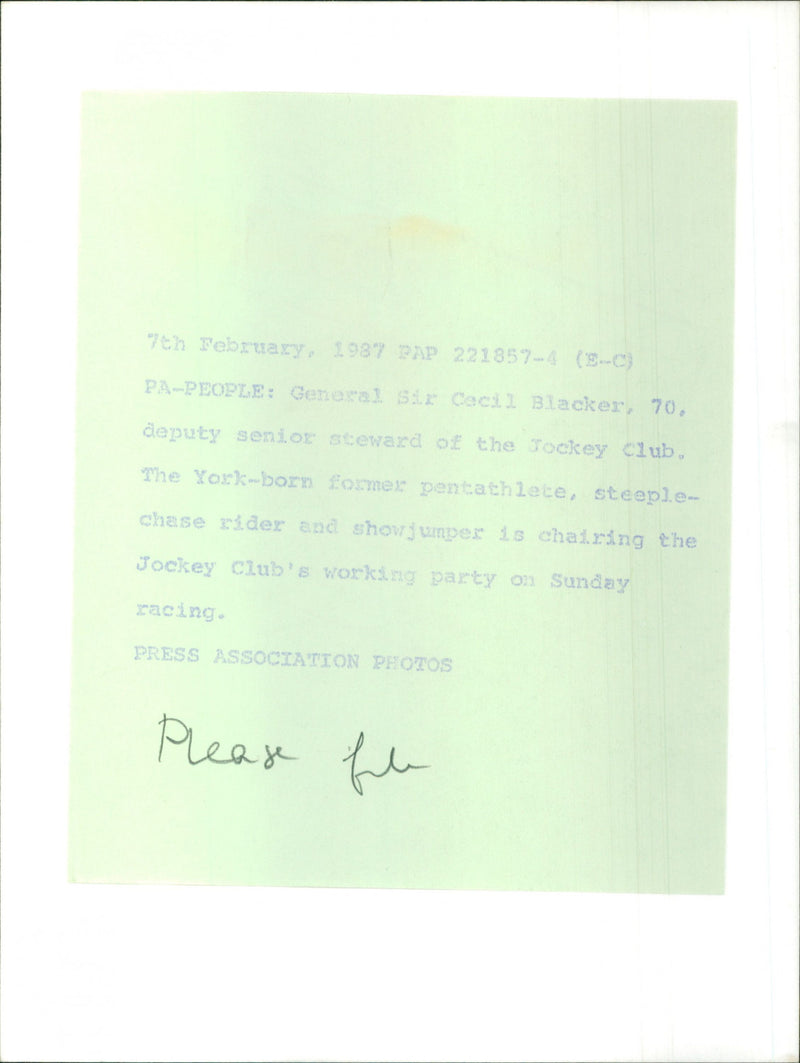 7th February, 1987 PAP 221857-4 (E-C)
PA-PEOPLE: General Sir Cecil Blacker, 70,
deputy senior steward of the Jockey Club.
The York-born former pentathlete, steeple-
chase rider and showjumper is chairing the
Jockey Club's working party on Sunday
racing.
PRESS ASSOCIATION PHOTOS
Please file